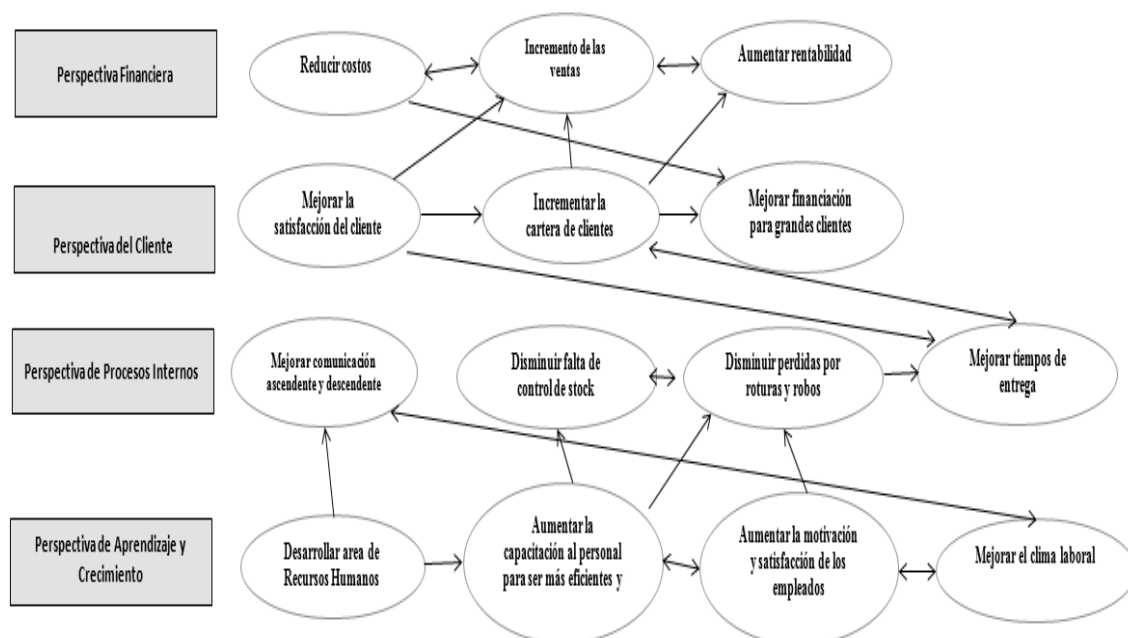 Perspectiva Financiera
Reducir costos
Incremento de las
ventas
Aumentar rentabilidad
Perspectiva del Cliente
Mejorar la
satisfacción del cliente
Incrementar la
cartera de clientes
Mejorar financiación
para grandes clientes
Perspectiva de Procesos Internos
Mejorar comunicación
ascendente y descendente
Disminuir falta de
control de stock
Disminuir perdidas por
roturas y robos
Mejorar tiempos de
entrega
Perspectiva de Aprendizaje y
Crecimiento
Desarrollar area de
Recursos Humanos
Aumentar la
capacitación al personal
para ser más eficientes y
Aumentar la motivación
y satisfacción de los
empleados
Mejorar el clima laboral